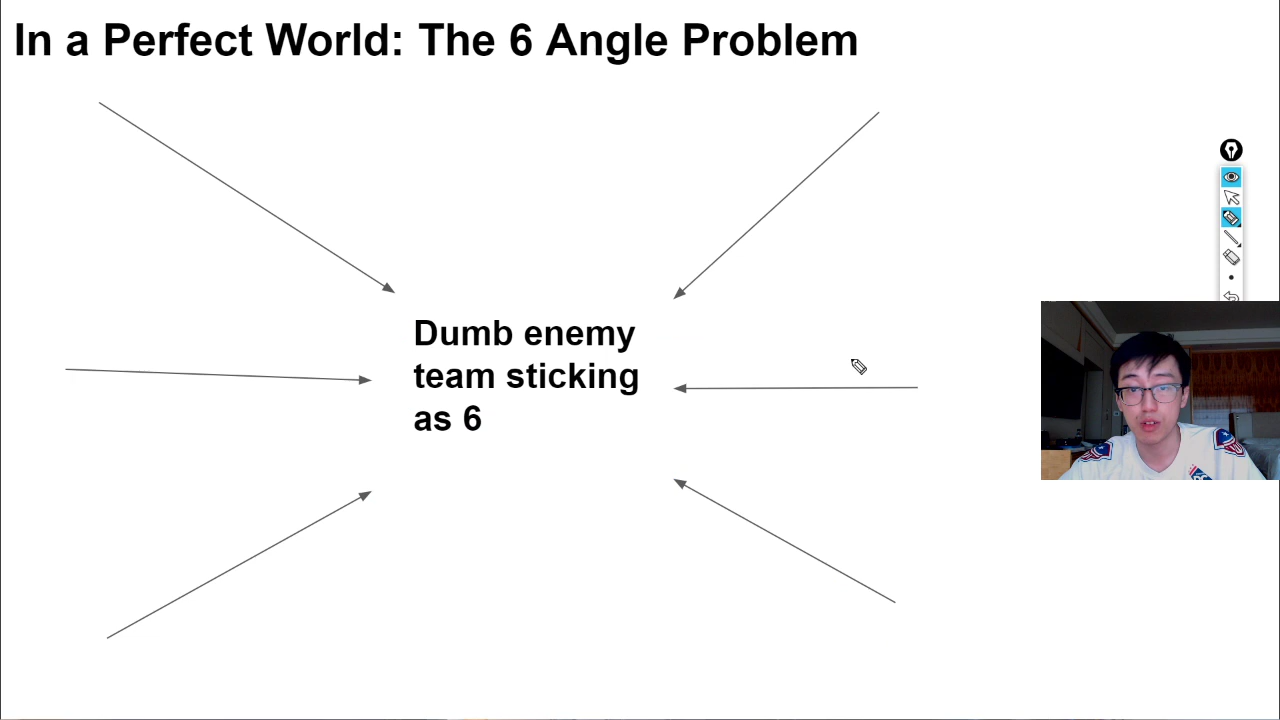 In a Perfect World: The 6 Angle Problem
Dumb enemy
team sticking
as 6